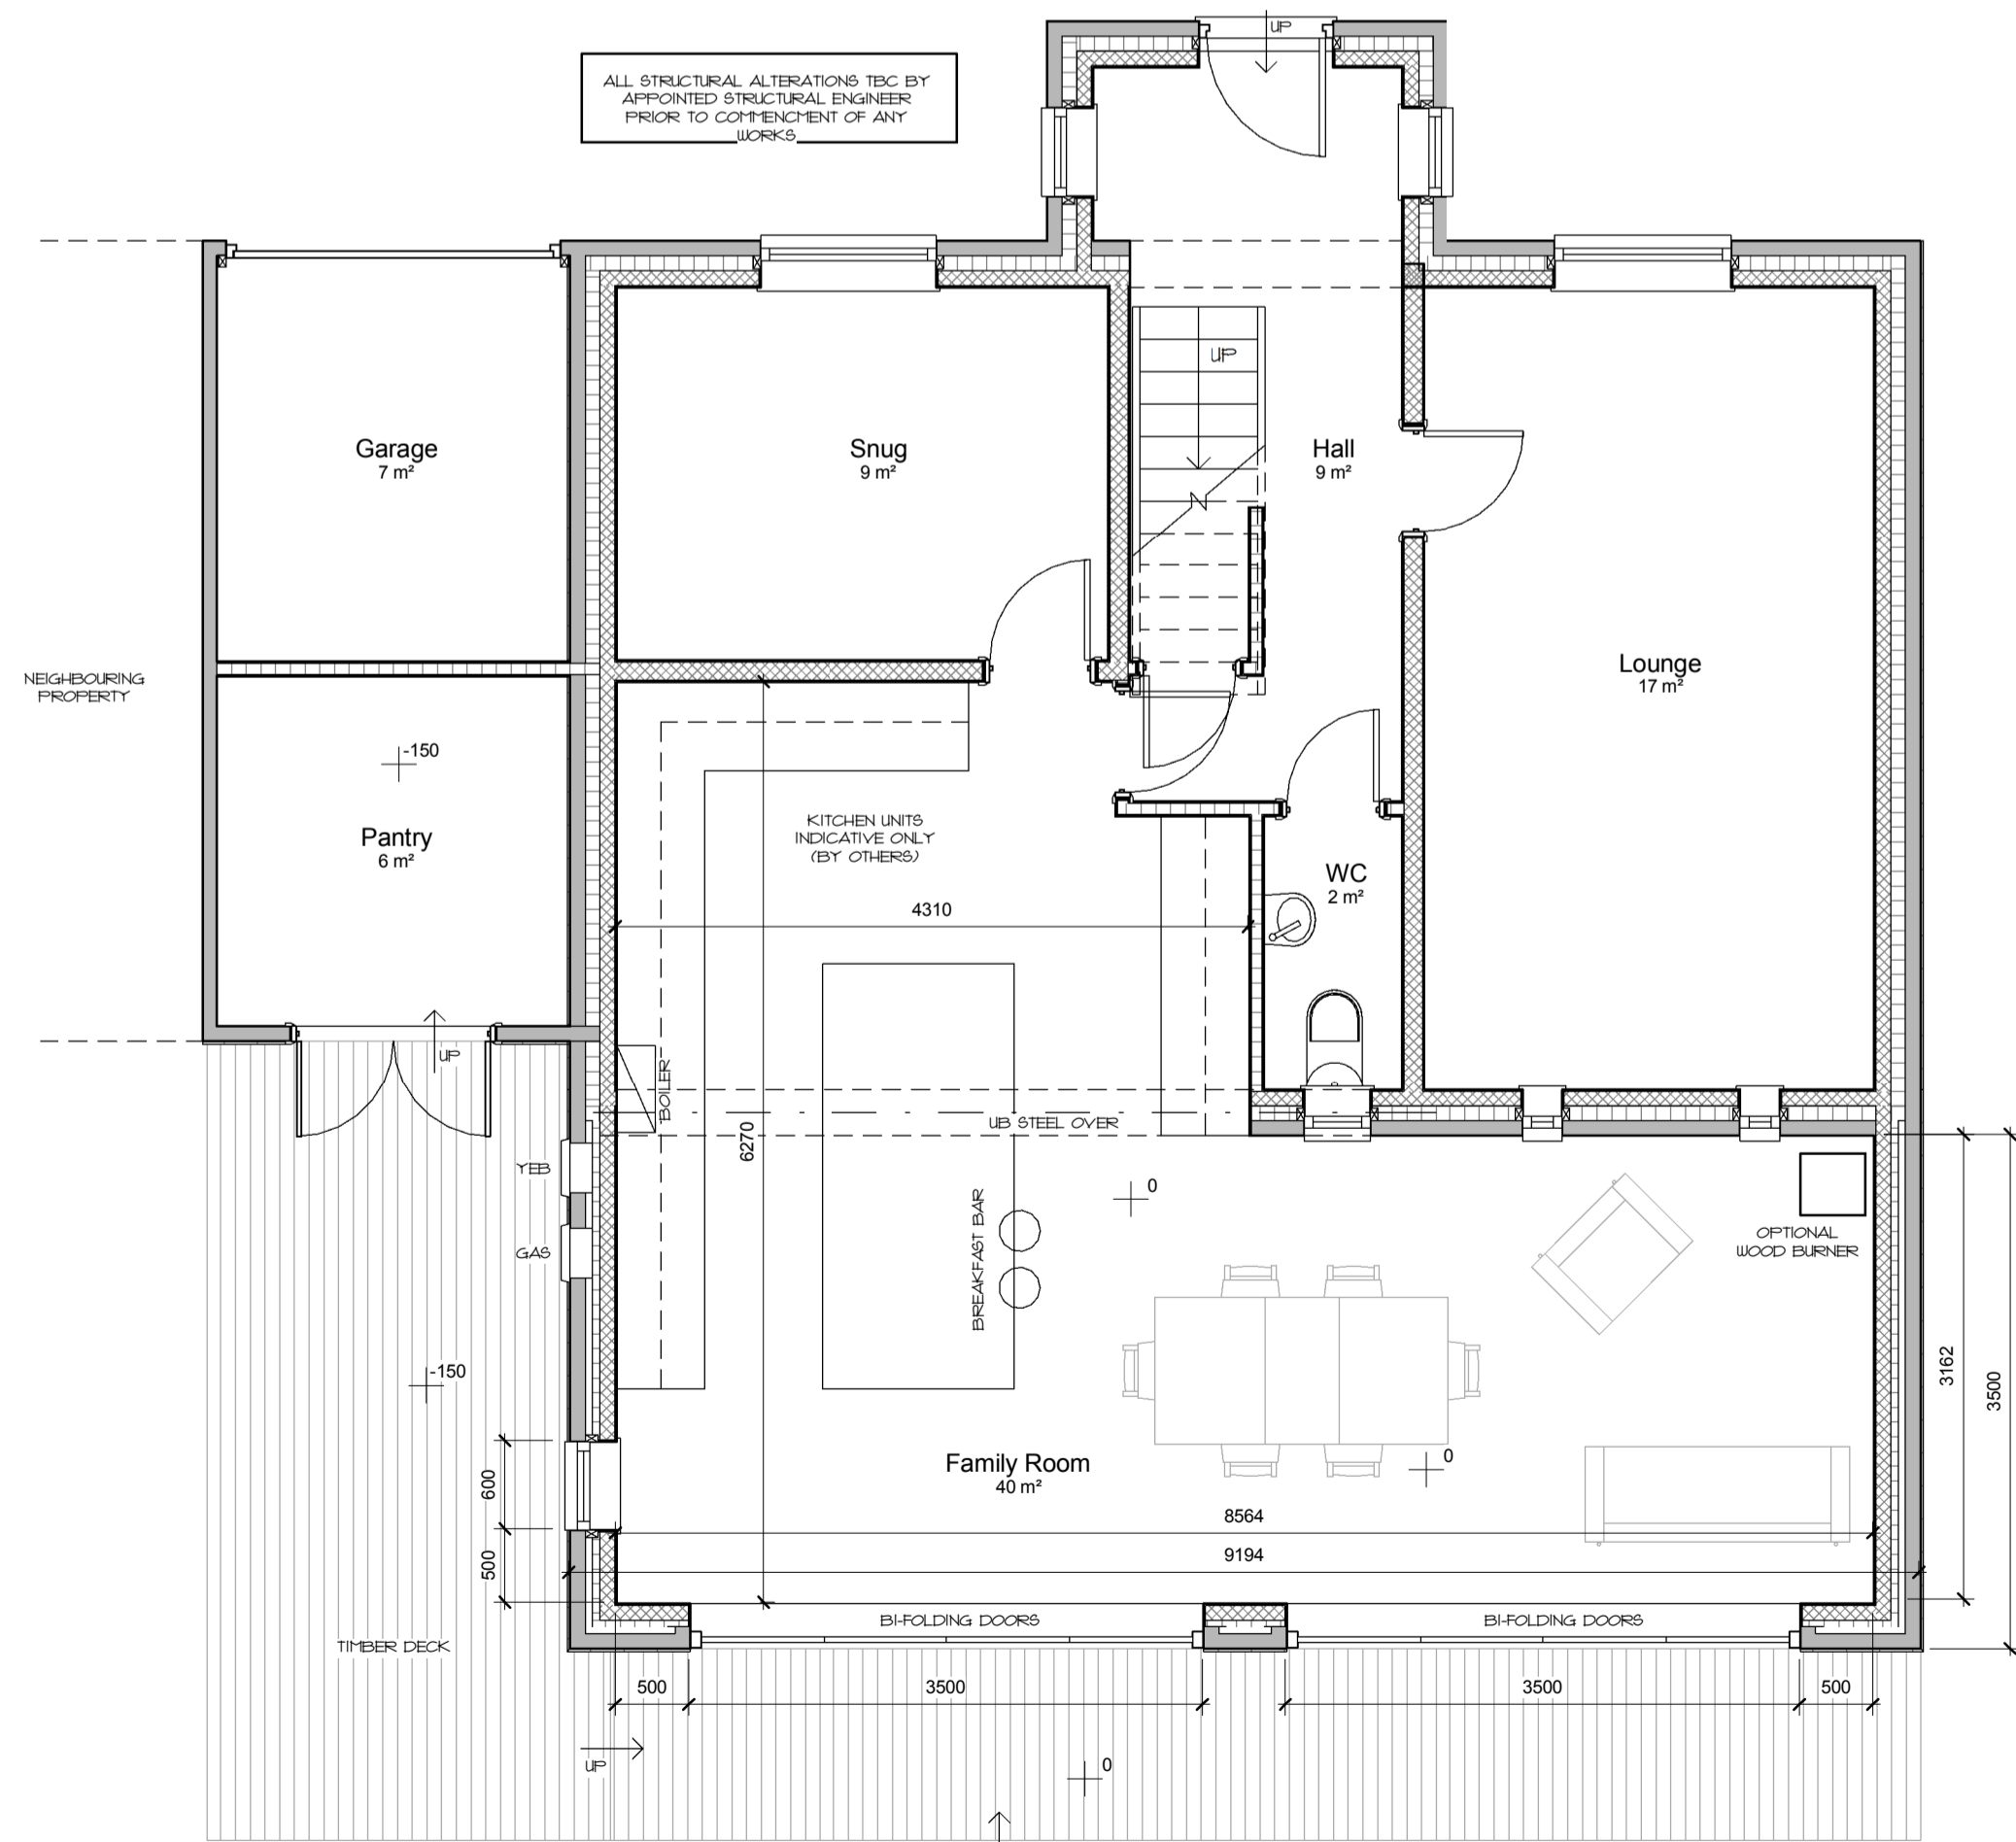 UP
ALL STRUCTURAL ALTERATIONS TBC BY
APPOINTED STRUCTURAL ENGINEER
PRIOR TO COMMENCMENT OF ANY
WORKS
UP
Garage
7 m²
Snug
9 m²
Hall
9 m²
Lounge
17 m²
NEIGHBOURING
PROPERTY
-150
Pantry
6 m²
KITCHEN UNITS
INDICATIVE ONLY
(BY OTHERS)
WC
2 m²
4310
UP
BOILER
UB STEEL OVER
6270
YEB
0
BREAKFAST BAR
GAS
OPTIONAL
WOOD BURNER
3162
3500
-150
Family Room
40 m²
0
600
8564
500
9194
BI-FOLDING DOORS
BI-FOLDING DOORS
TIMBER DECK
500
3500
3500
500
UP
0